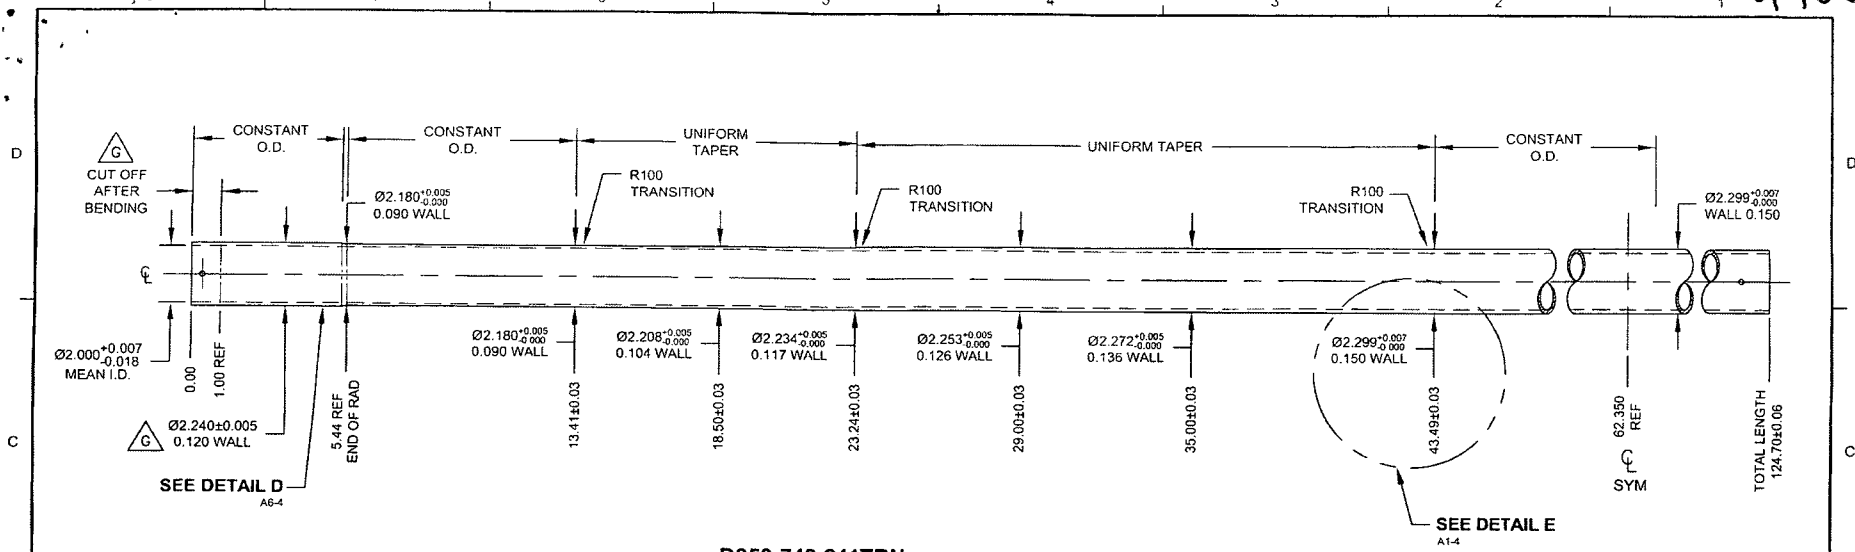 3
2
D
D
G
CUT OFF
AFTER
BENDING
CONSTANT
O.D.
CONSTANT
O.D.
UNIFORM
TAPER
UNIFORM TAPER
CONSTANT
O.D.
Ø2.180 +0.005 -0.000
0.090 WALL
R100
TRANSITION
R100
TRANSITION
R100
TRANSITION
Ø2.299 +0.007 -0.000
WALL 0.150
℄
Ø2.000 +0.007 -0.018
MEAN I.D.
0.00
1.00 REF
G
Ø2.240±0.005
0.120 WALL
5.44 REF
END OF RAD
Ø2.180 +0.005 -0.000
0.090 WALL
13.41±0.03
Ø2.208 +0.005 -0.000
0.104 WALL
18.50±0.03
Ø2.234 +0.005 -0.000
0.117 WALL
23.24±0.03
Ø2.253 +0.005 -0.000
0.126 WALL
29.00±0.03
Ø2.272 +0.005 -0.000
0.136 WALL
35.00±0.03
Ø2.299 +0.007 -0.000
0.150 WALL
43.49±0.03
62.350
REF
℄
SYM
TOTAL LENGTH
124.70±0.06
C
C
SEE DETAIL D
A6-4
SEE DETAIL E
A1-4